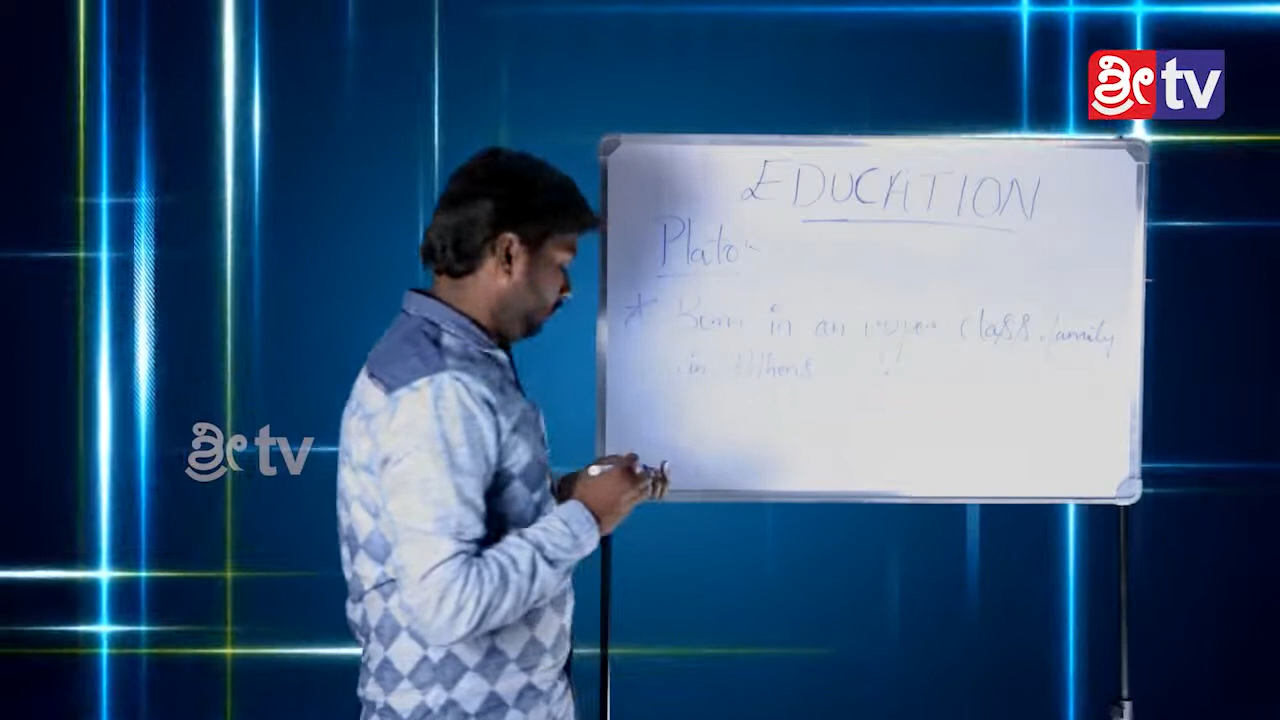 శ్రీ tv
EDUCATION
Plato
* Born in an upper class family
in Athens
శ్రీ tv